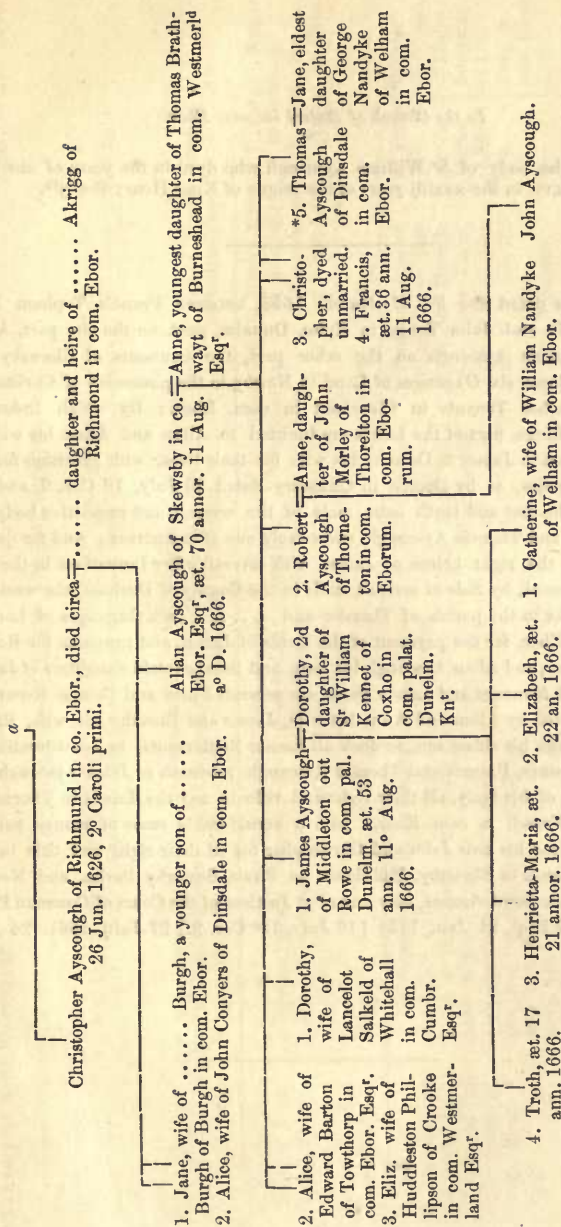 a
Christopher Ayscough of Richmond in co. Ebor., died circa=...... daughter and heire of ...... Akrigg of
26 Jun. 1626, 2º Caroli primi.
Richmond in com. Ebor.
1. Jane, wife of ...... Burgh, a younger son of ......
Burgh of Burgh in com. Ebor.
2. Alice, wife of John Conyers of Dinsdale in com. Ebor.
Allan Ayscough of Skewsby in co.=Anne, youngest daughter of Thomas Brath-
Ebor. Esqʳ. æt. 70 annor. 11 Aug.
aº D. 1666.
wayt of Burneshead in com. Westmerlᵈ
Esqʳ.
2. Alice, wife of
Edward Barton
of Towthorp in
com. Ebor. Esqʳ.
3. Eliz. wife of
Huddleston Phil-
lipson of Crooke
in com. Westmer-
land Esqʳ.
1. Dorothy,
wife of
Lancelot
Salkeld of
Whitehall
in com.
Cumbr.
Esqʳ.
1. James Ayscough=Dorothy, 2d
of Middleton out
Rowe in com. pal.
Dunelm. æt. 53
ann. 11º Aug.
1666.
daughter of
Sʳ William
Kennet of
Coxho in
com. palat.
Dunelm.
Knᵗ.
2. Robert=Anne, daugh-
Ayscough
of Thorne-
ton in com.
Eborum.
ter of John
Morley of
Thorelton in
com. Ebo-
rum.
3. Christo-
pher, dyed
unmarried.
4. Francis,
æt. 36 ann.
11 Aug.
1666.
*5. Thomas=Jane, eldest
Ayscough
of Dinsdale
in com.
Ebor.
daughter
of George
Nandyke
of Welham
in com.
Ebor.
4. Troth, æt. 17
ann. 1666.
3. Henrietta-Maria, æt.
21 annor. 1666.
2. Elizabeth, æt.
22 an 1666.
1. Catherine, wife of William Nandyke
of Welham in com. Ebor.
John Ayscough.